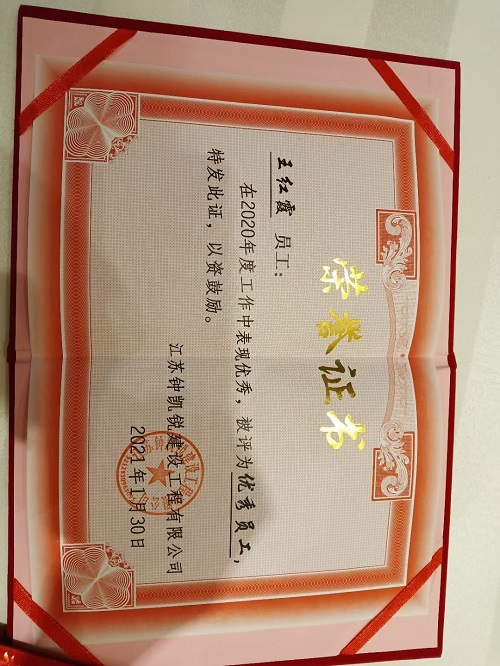 荣誉证书
王红霞 员工：
在2020年度工作中表现优秀，被评为优秀员工，
特发此证，以资鼓励。
江苏钟凯锐建设工程有限公司
2021年1月30日